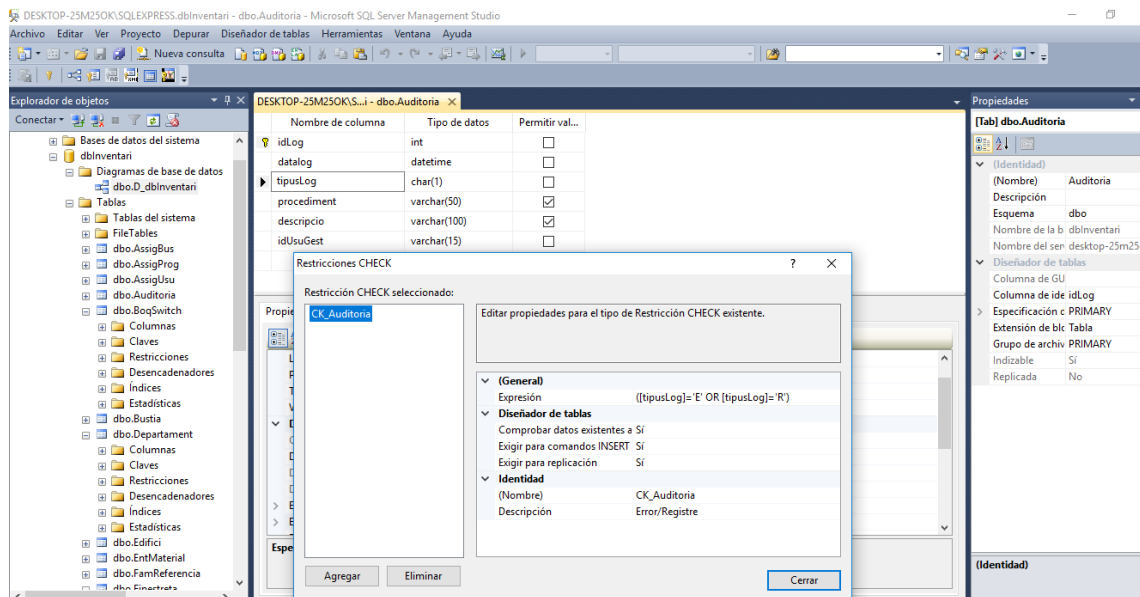 DESKTOP-25M25OK\SQLEXPRESS.dbInventari - dbo.Auditoria - Microsoft SQL Server Management Studio
Archivo Editar Ver Proyecto Depurar Diseñador de tablas Herramientas Ventana Ayuda
Nueva consulta
Explorador de objetos
Conectar
Bases de datos del sistema
dbInventari
Diagramas de base de datos
dbo.D_dbInventari
Tablas
Tablas del sistema
FileTables
dbo.AssigBus
dbo.AssigProg
dbo.AssigUsu
dbo.Auditoria
dbo.BoqSwitch
Columnas
Claves
Restricciones
Desencadenadores
Índices
Estadísticas
dbo.Bustia
dbo.Departament
Columnas
Claves
Restricciones
Desencadenadores
Índices
Estadísticas
dbo.Edifici
dbo.EntMaterial
dbo.FamReferencia
dbo.Finestreta
DESKTOP-25M25OK\S...i - dbo.Auditoria
Nombre de columna Tipo de datos Permitir val...
idLog int
datalog datetime
tipusLog char(1)
procediment varchar(50)
descripcio varchar(100)
idUsuGest varchar(15)
Propie
Espe
Restricciones CHECK ?
Restricción CHECK seleccionado:
CK_Auditoria
Editar propiedades para el tipo de Restricción CHECK existente.
(General)
Expresión ([tipusLog]='E' OR [tipusLog]='R')
Diseñador de tablas
Comprobar datos existentes a Sí
Exigir para comandos INSERT Sí
Exigir para replicación Sí
Identidad
(Nombre) CK_Auditoria
Descripción Error/Registre
Agregar Eliminar
Cerrar
Propiedades
[Tab] dbo.Auditoria
(Identidad)
(Nombre) Auditoria
Descripción
Esquema dbo
Nombre de la b dbInventari
Nombre del ser desktop-25m25
Diseñador de tablas
Columna de GU
Columna de ide idLog
Especificación c PRIMARY
Extensión de blc Tabla
Grupo de archiv PRIMARY
Indizable Sí
Replicada No
(Identidad)